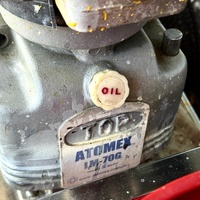 OIL
TOP
ATOMEX
LM-70G